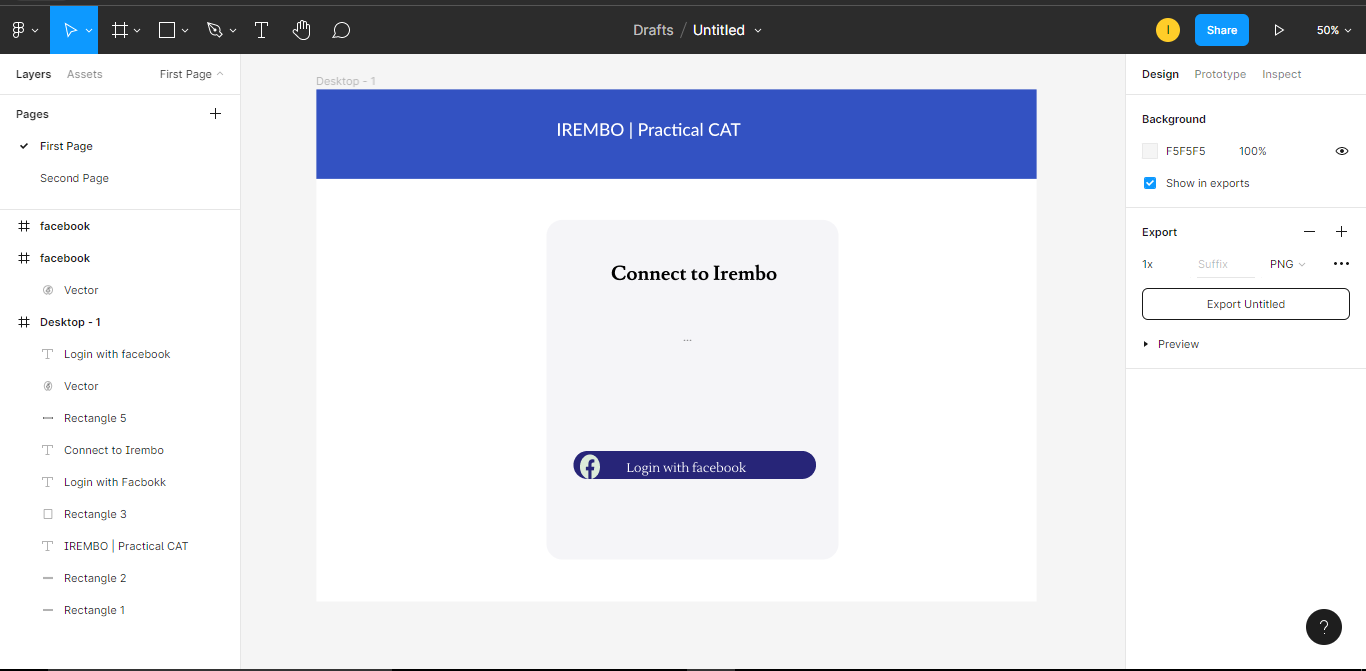 Drafts / Untitled
I
Share
50%
Layers Assets First Page
Pages
First Page
Second Page
facebook
facebook
Vector
Desktop - 1
Login with facebook
Vector
Rectangle 5
Connect to Irembo
Login with Facbokk
Rectangle 3
IREMBO | Practical CAT
Rectangle 2
Rectangle 1
Desktop - 1
IREMBO | Practical CAT
Connect to Irembo
...
Login with facebook
Design Prototype Inspect
Background
F5F5F5 100%
Show in exports
Export
1x Suffix PNG
Export Untitled
Preview
?